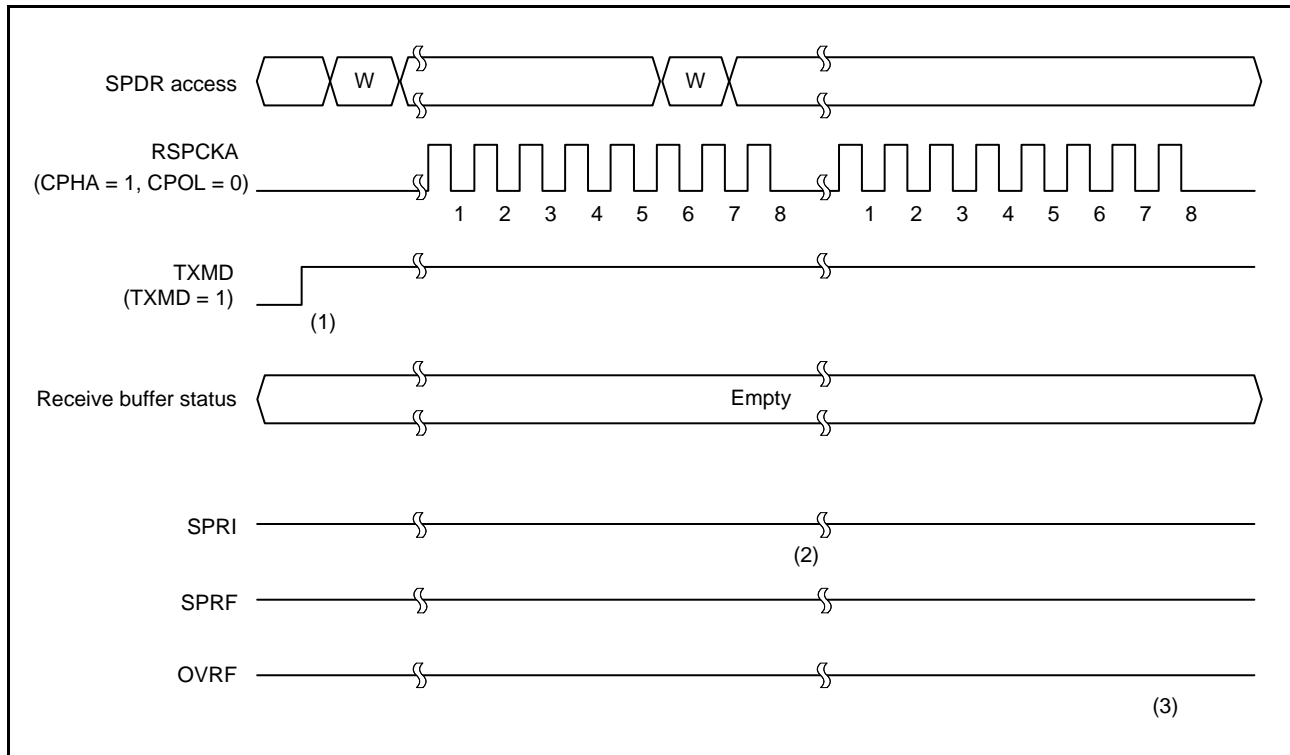 SPDR access
W
W
RSPCKA
(CPHA = 1, CPOL = 0)
1 2 3 4 5 6 7 8 1 2 3 4 5 6 7 8
TXMD
(TXMD = 1)
(1)
Receive buffer status
Empty
SPRI
(2)
SPRF
OVRF
(3)